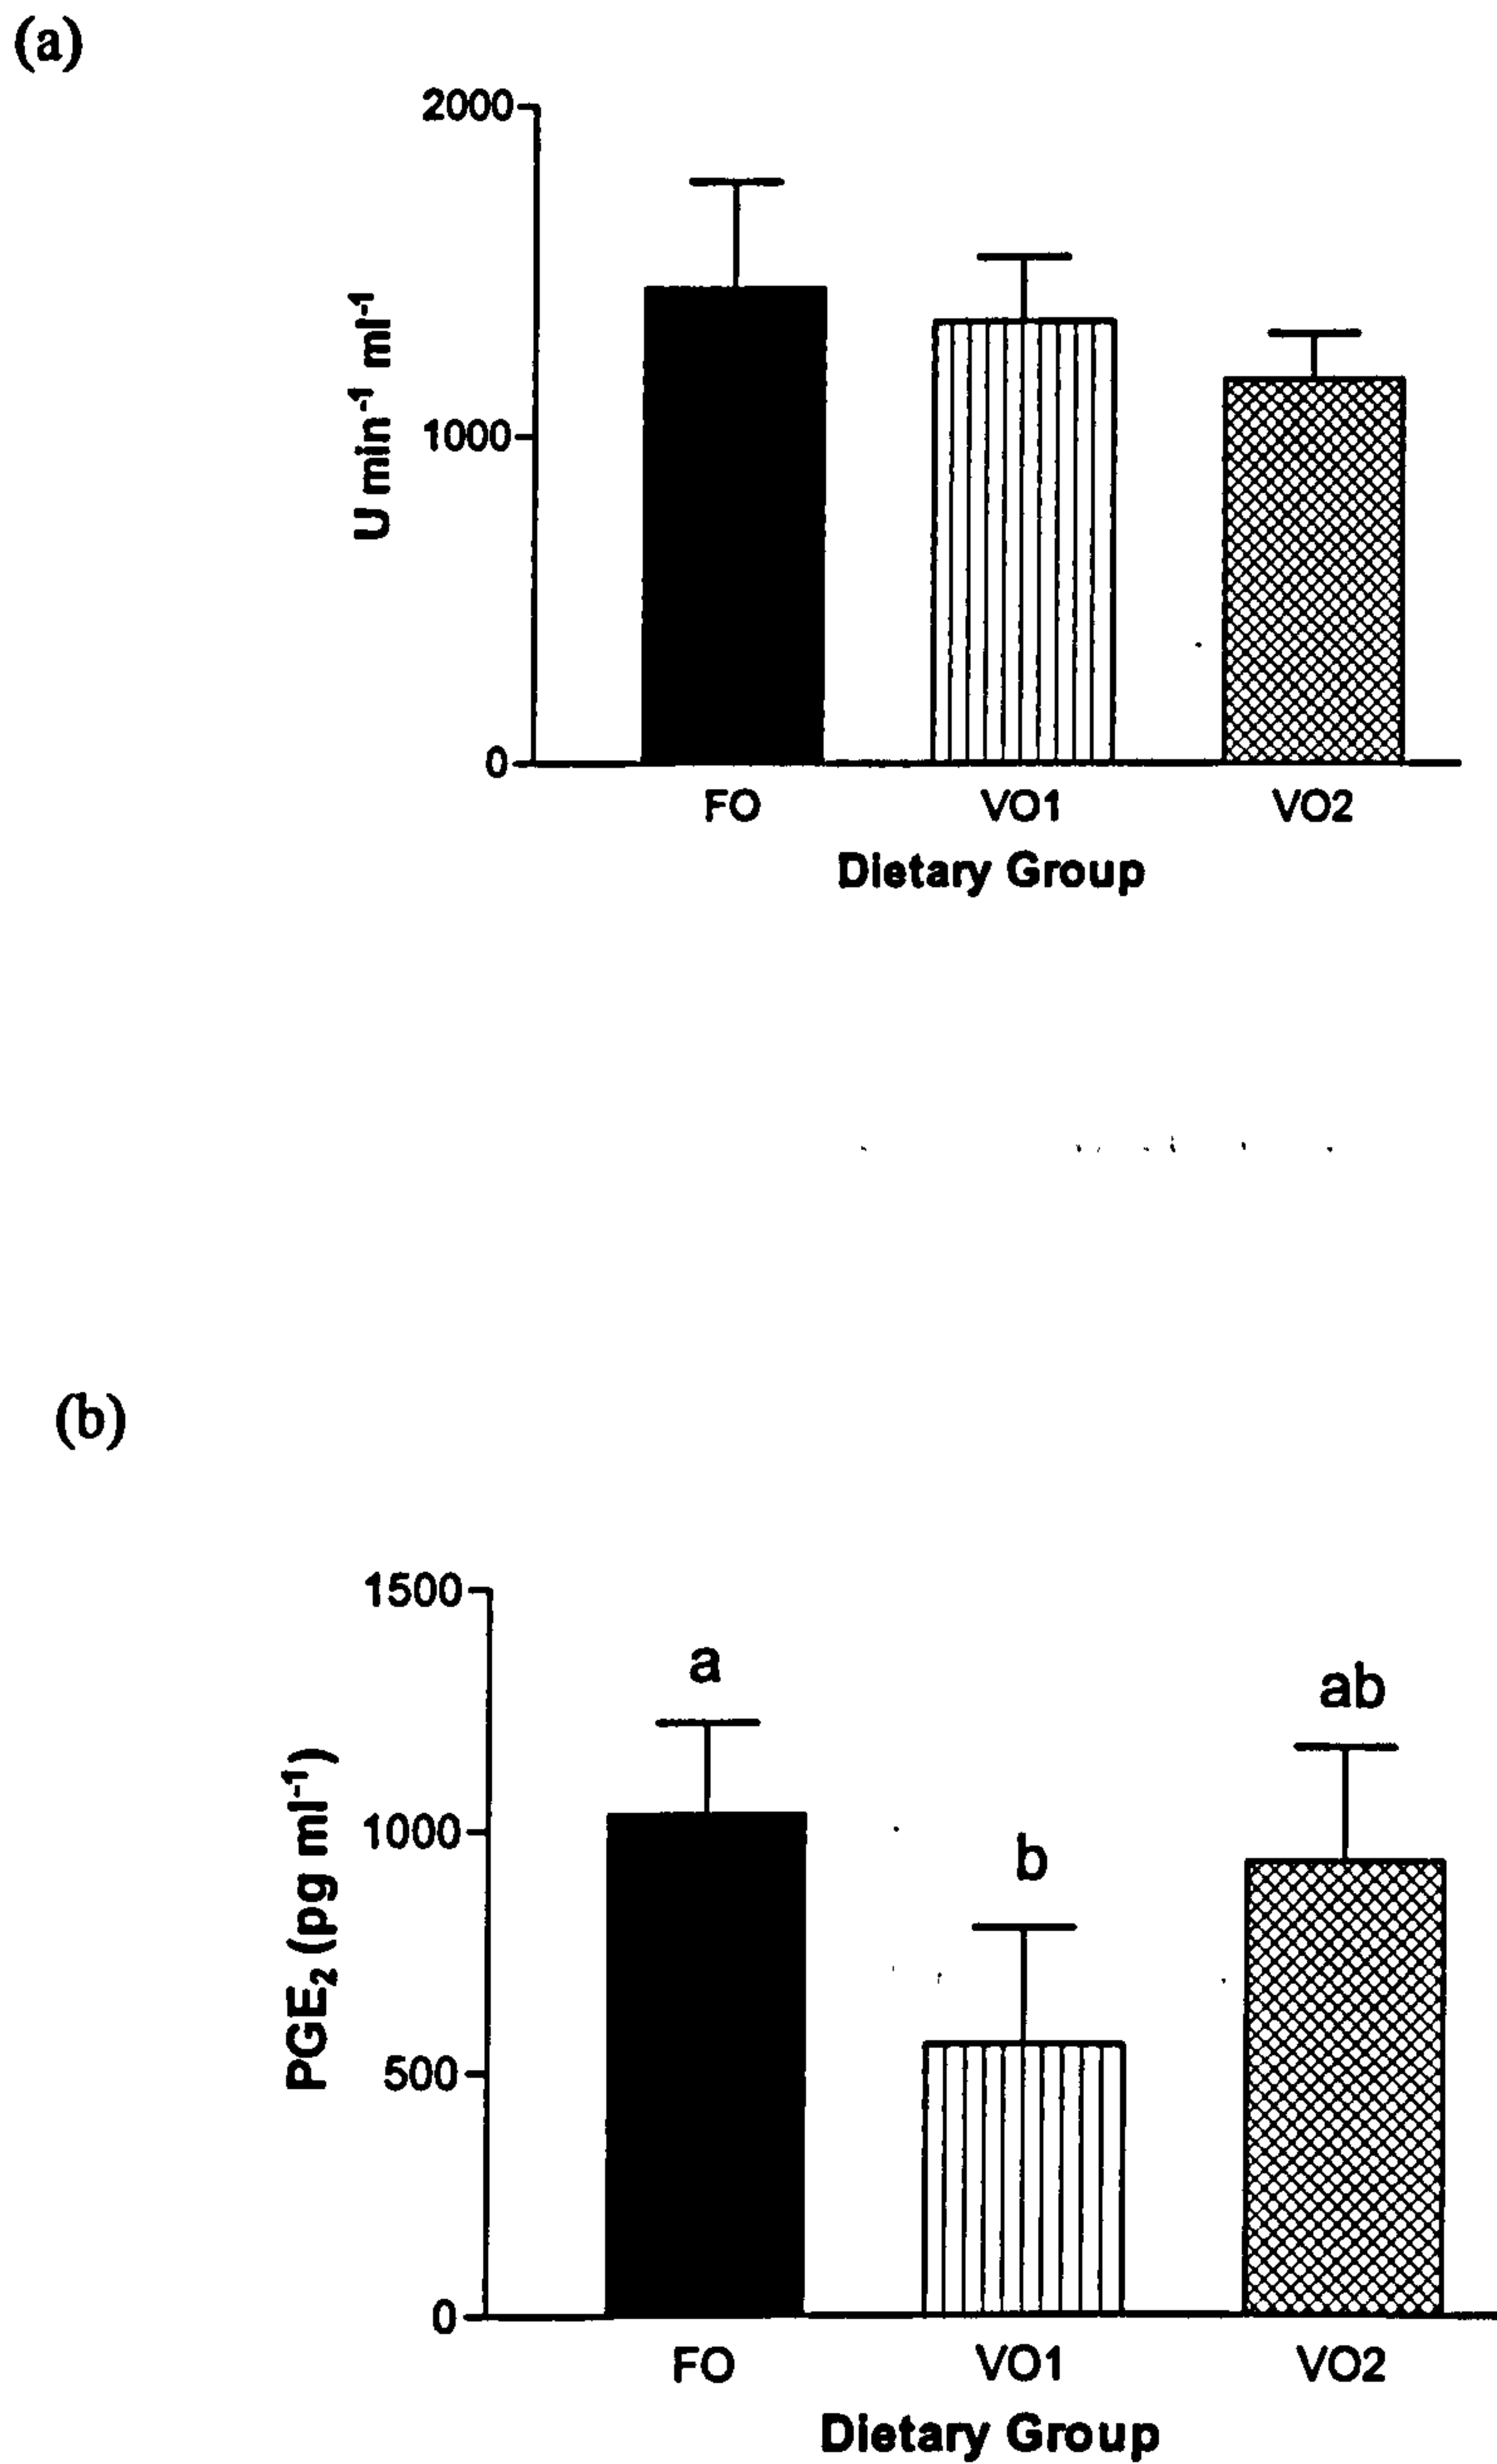 (a)
2000
1000
0
U min⁻¹ ml⁻¹
FO VO1 VO2
Dietary Group
(b)
1500
1000
500
0
PGE₂ (pg ml⁻¹)
a
b
ab
FO VO1 VO2
Dietary Group